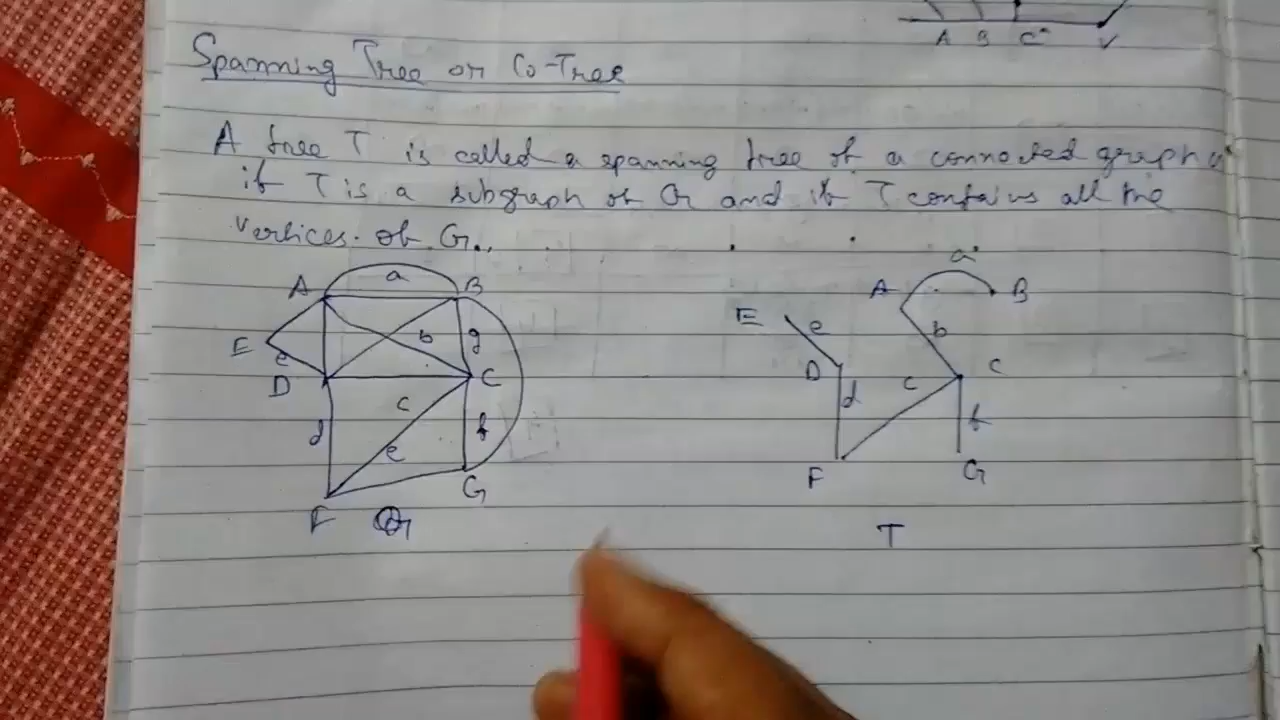 A B C V
Spanning Tree or Co-Tree
A tree T is called a spanning tree of a connected graph G
if T is a subgraph of G and if T contains all the
vertices of G.
a
A B
b g
E e
D C
c
d f
e
G
F G
a
A B
E e
b
D C
c
d f
F G
T